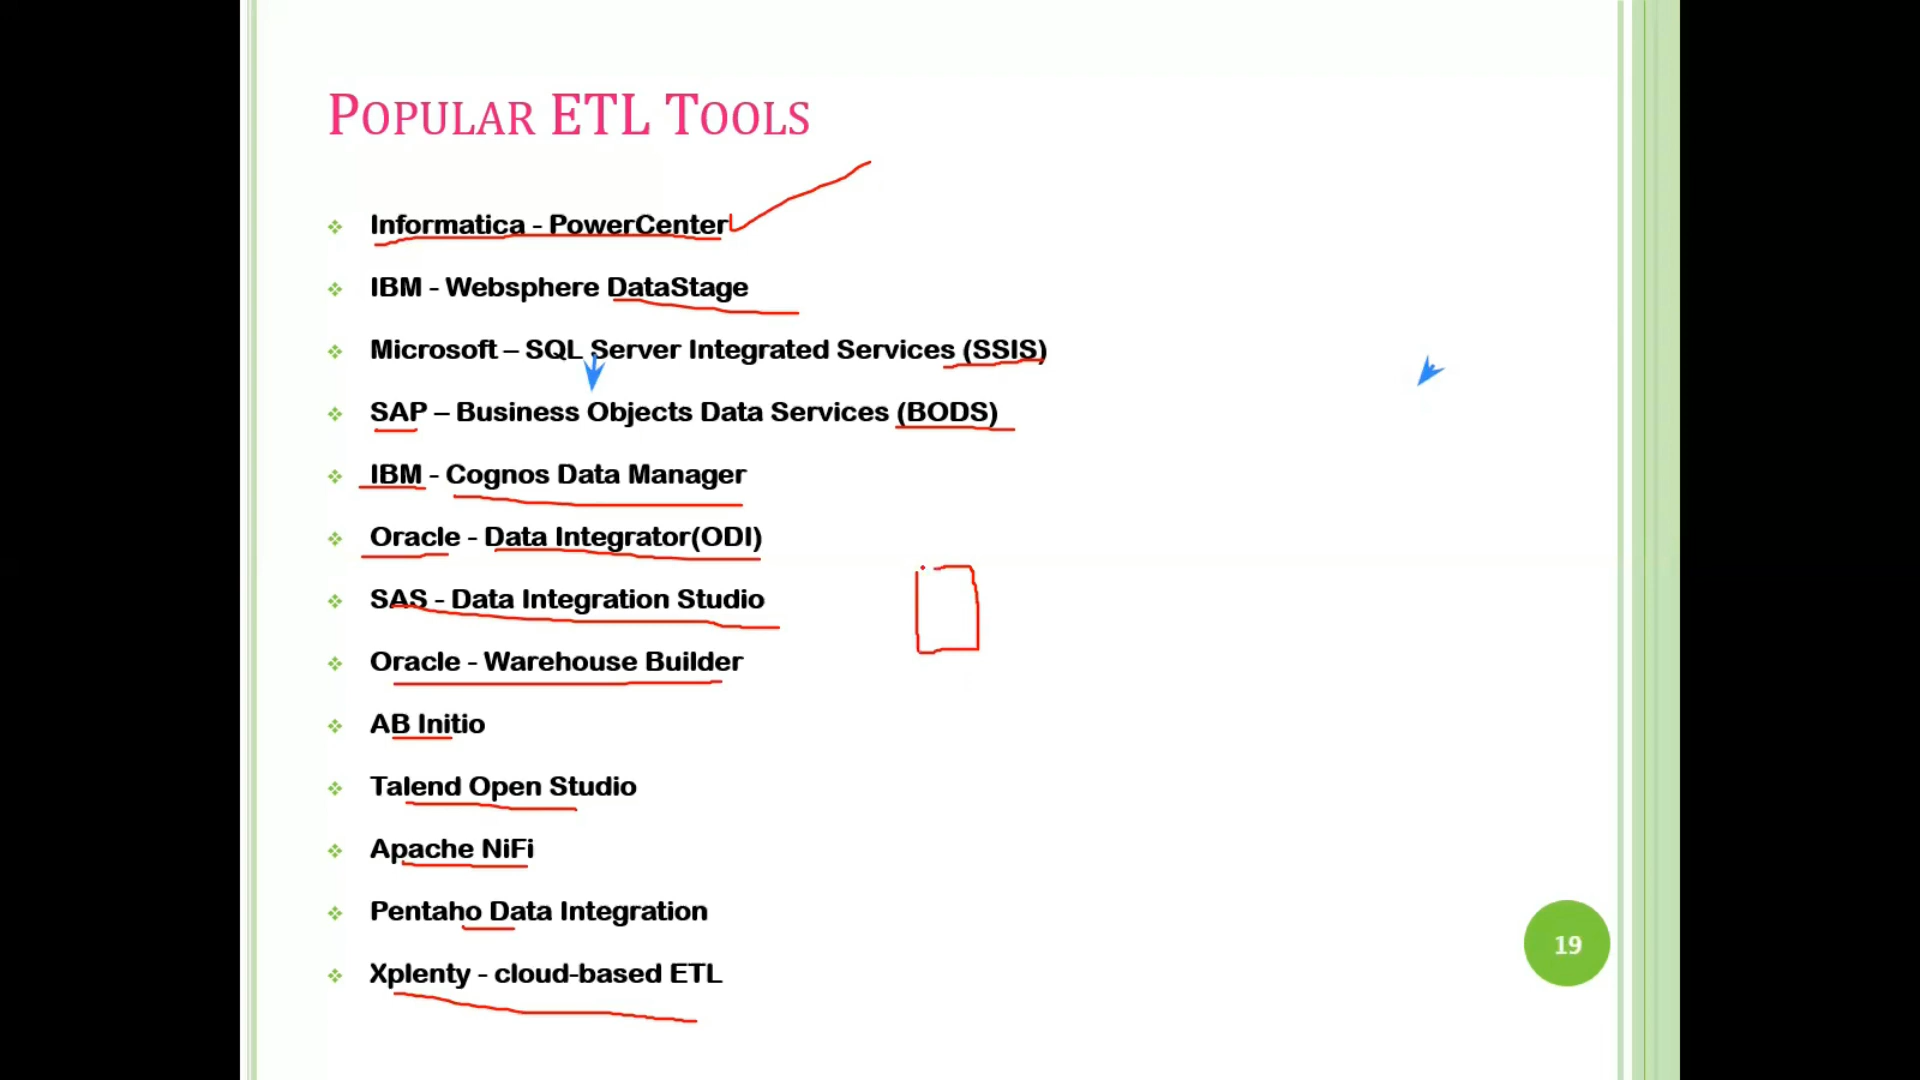 POPULAR ETL TOOLS
Informatica - PowerCenter
IBM - Websphere DataStage
Microsoft – SQL Server Integrated Services (SSIS)
SAP – Business Objects Data Services (BODS)
IBM - Cognos Data Manager
Oracle - Data Integrator(ODI)
SAS - Data Integration Studio
Oracle - Warehouse Builder
AB Initio
Talend Open Studio
Apache NiFi
Pentaho Data Integration
Xplenty - cloud-based ETL
19